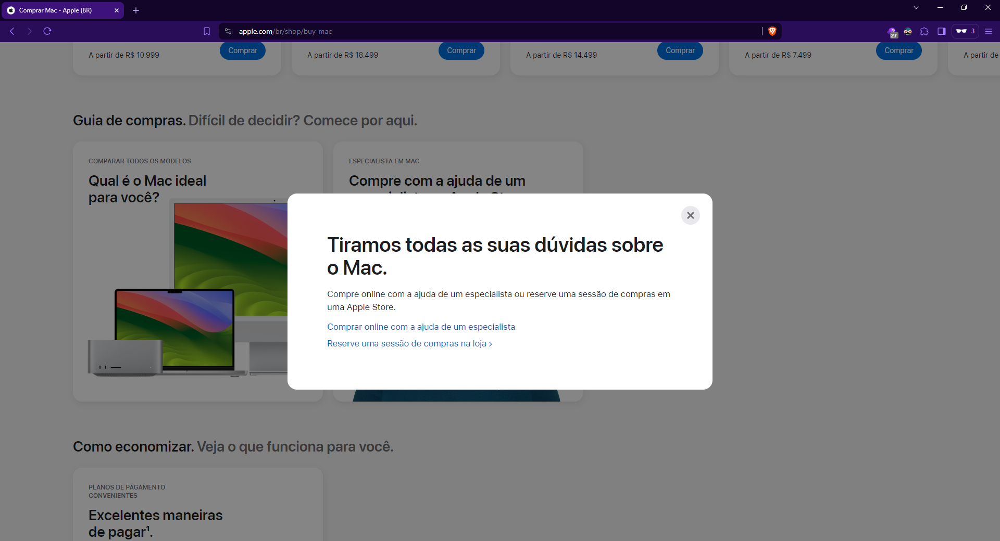 Comprar Mac - Apple (BR)
apple.com/br/shop/buy-mac
27
3
A partir de R$ 10.999
Comprar
A partir de R$ 18.499
Comprar
A partir de R$ 14.499
Comprar
A partir de R$ 7.499
Comprar
A partir de
Guia de compras. Difícil de decidir? Comece por aqui.
COMPARAR TODOS OS MODELOS
Qual é o Mac ideal
para você?
ESPECIALISTA EM MAC
Compre com a ajuda de um
Tiramos todas as suas dúvidas sobre
o Mac.
Compre online com a ajuda de um especialista ou reserve uma sessão de compras em
uma Apple Store.
Comprar online com a ajuda de um especialista
Reserve uma sessão de compras na loja >
Como economizar. Veja o que funciona para você.
PLANOS DE PAGAMENTO
CONVENIENTES
Excelentes maneiras
de pagar¹.